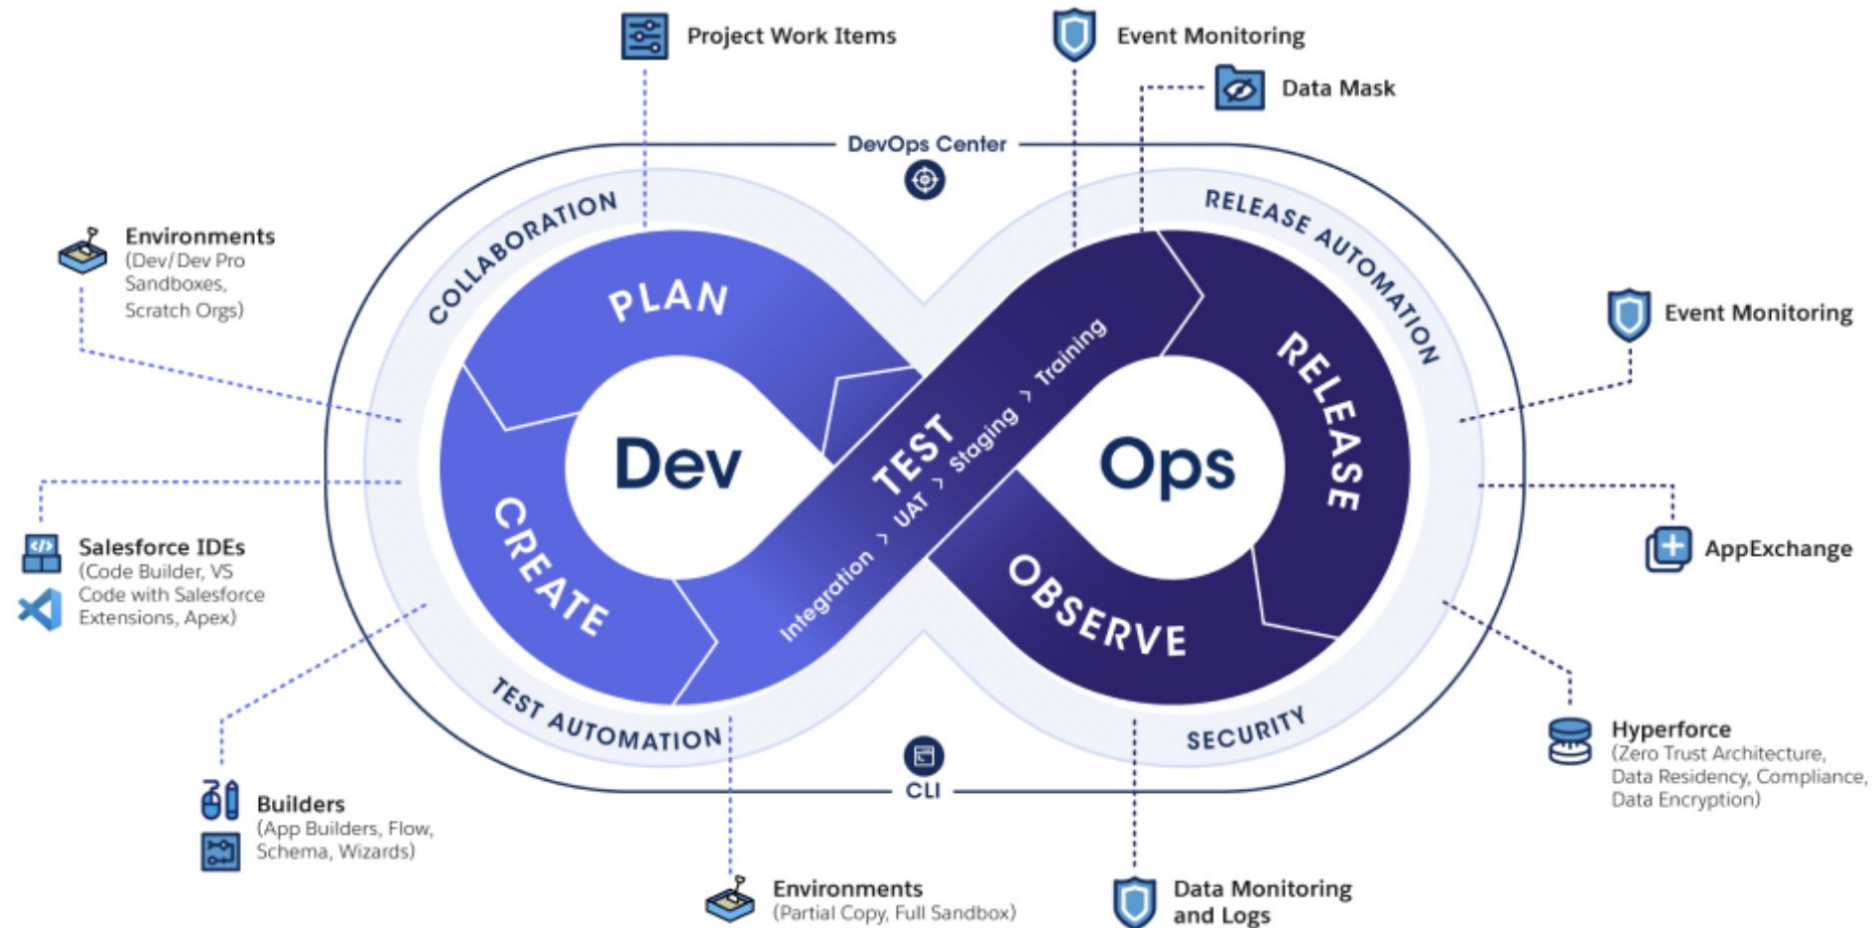 Project Work Items
Event Monitoring
Data Mask
DevOps Center
COLLABORATION
RELEASE AUTOMATION
Environments
(Dev/Dev Pro
Sandboxes,
Scratch Orgs)
PLAN
Event Monitoring
RELEASE
Dev
TEST
Integration > UAT > Staging > Training
Ops
Salesforce IDEs
(Code Builder, VS
Code with Salesforce
Extensions, Apex)
CREATE
OBSERVE
AppExchange
TEST AUTOMATION
SECURITY
CLI
Hyperforce
(Zero Trust Architecture,
Data Residency, Compliance,
Data Encryption)
Builders
(App Builders, Flow,
Schema, Wizards)
Environments
(Partial Copy, Full Sandbox)
Data Monitoring
and Logs